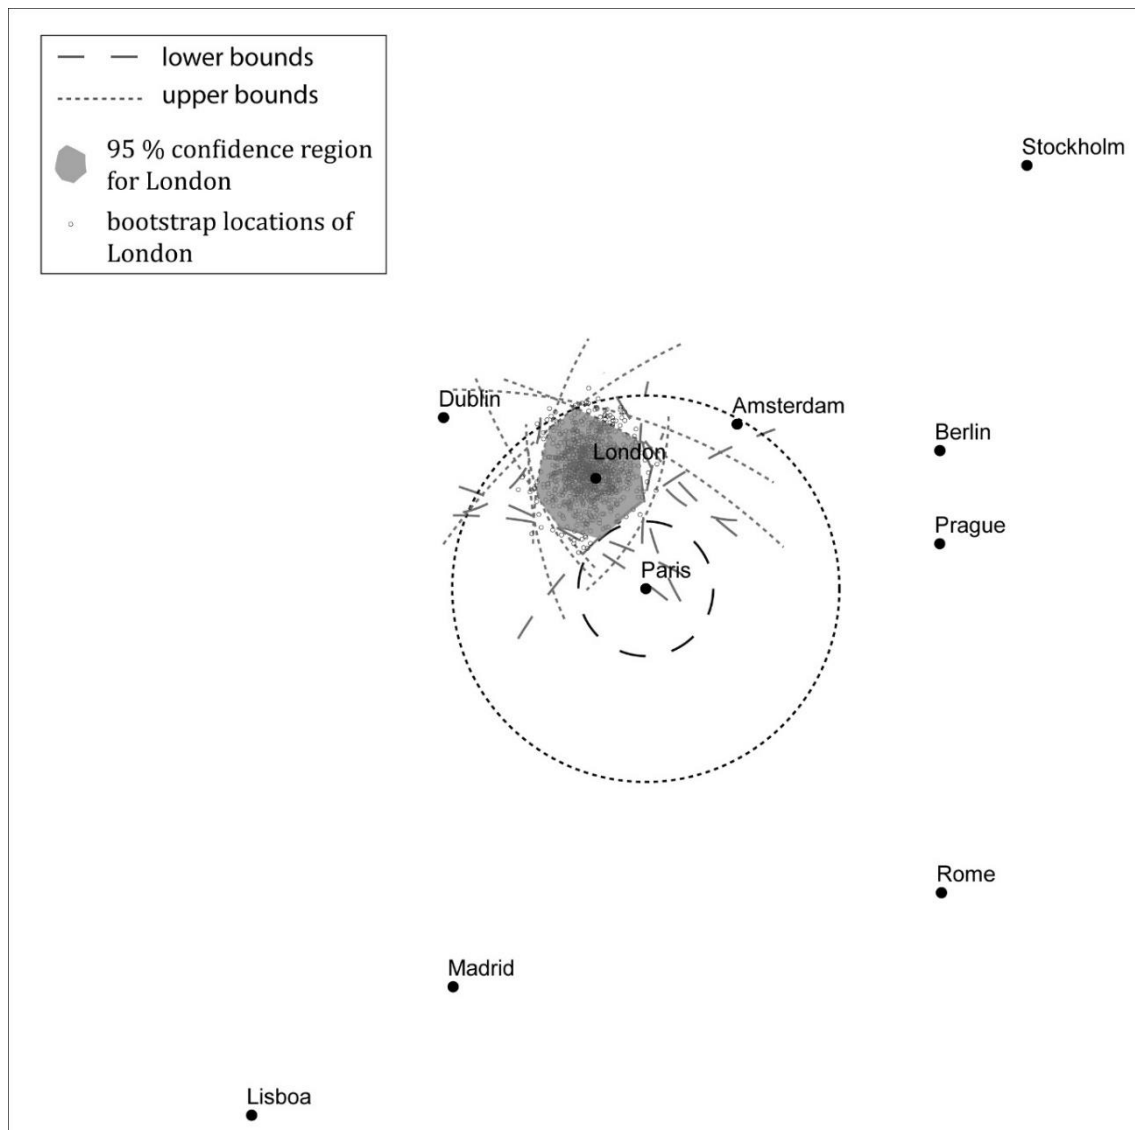 lower bounds
upper bounds
95 % confidence region
for London
bootstrap locations of
London
Stockholm
Dublin
Amsterdam
Berlin
London
Prague
Paris
Rome
Madrid
Lisboa